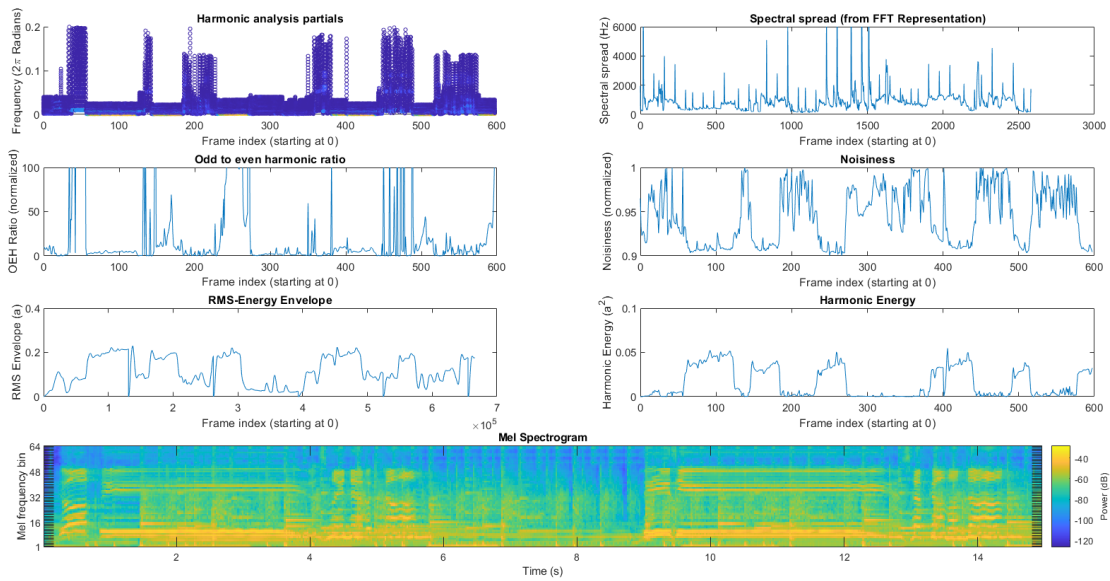 Harmonic analysis partials
Frequency (2π Radians)
0.2
0.1
0
0 100 200 300 400 500 600
Frame index (starting at 0)
Spectral spread (from FFT Representation)
Spectral spread (Hz)
6000
4000
2000
0
0 500 1000 1500 2000 2500 3000
Frame index (starting at 0)
Odd to even harmonic ratio
OEH Ratio (normalized)
100
50
0
0 100 200 300 400 500 600
Frame index (starting at 0)
Noisiness
Noisiness (normalized)
1
0.95
0.9
0 100 200 300 400 500 600
Frame index (starting at 0)
RMS-Energy Envelope
RMS Envelope (a)
0.4
0.2
0
0 1 2 3 4 5 6 7
×10⁵
Frame index (starting at 0)
Harmonic Energy
Harmonic Energy (a²)
0.1
0.05
0
0 100 200 300 400 500 600
Frame index (starting at 0)
Mel Spectrogram
Mel frequency bin
64
48
32
16
1
2 4 6 8 10 12 14
Time (s)
-40
-60
-80
-100
-120
Power (dB)